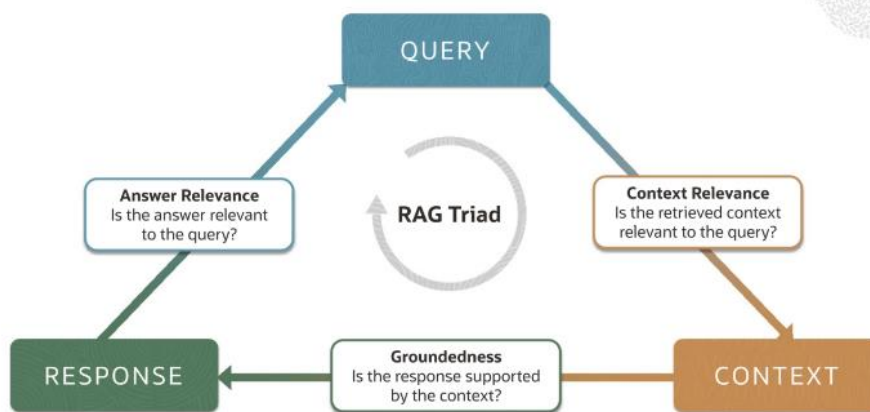 QUERY
Answer Relevance
Is the answer relevant
to the query?
RAG Triad
Context Relevance
Is the retrieved context
relevant to the query?
RESPONSE
Groundedness
Is the response supported
by the context?
CONTEXT